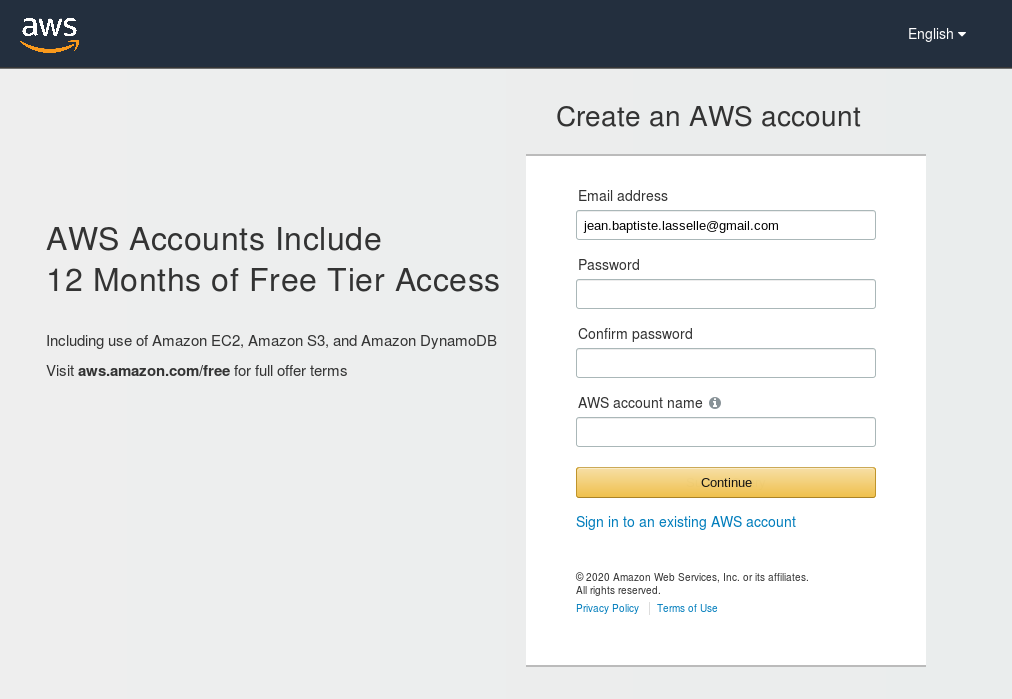 aws
English
Create an AWS account
AWS Accounts Include
12 Months of Free Tier Access
Including use of Amazon EC2, Amazon S3, and Amazon DynamoDB
Visit aws.amazon.com/free for full offer terms
Email address
jean.baptiste.lasselle@gmail.com
Password
Confirm password
AWS account name
Continue
Sign in to an existing AWS account
© 2020 Amazon Web Services, Inc. or its affiliates.
All rights reserved.
Privacy Policy | Terms of Use